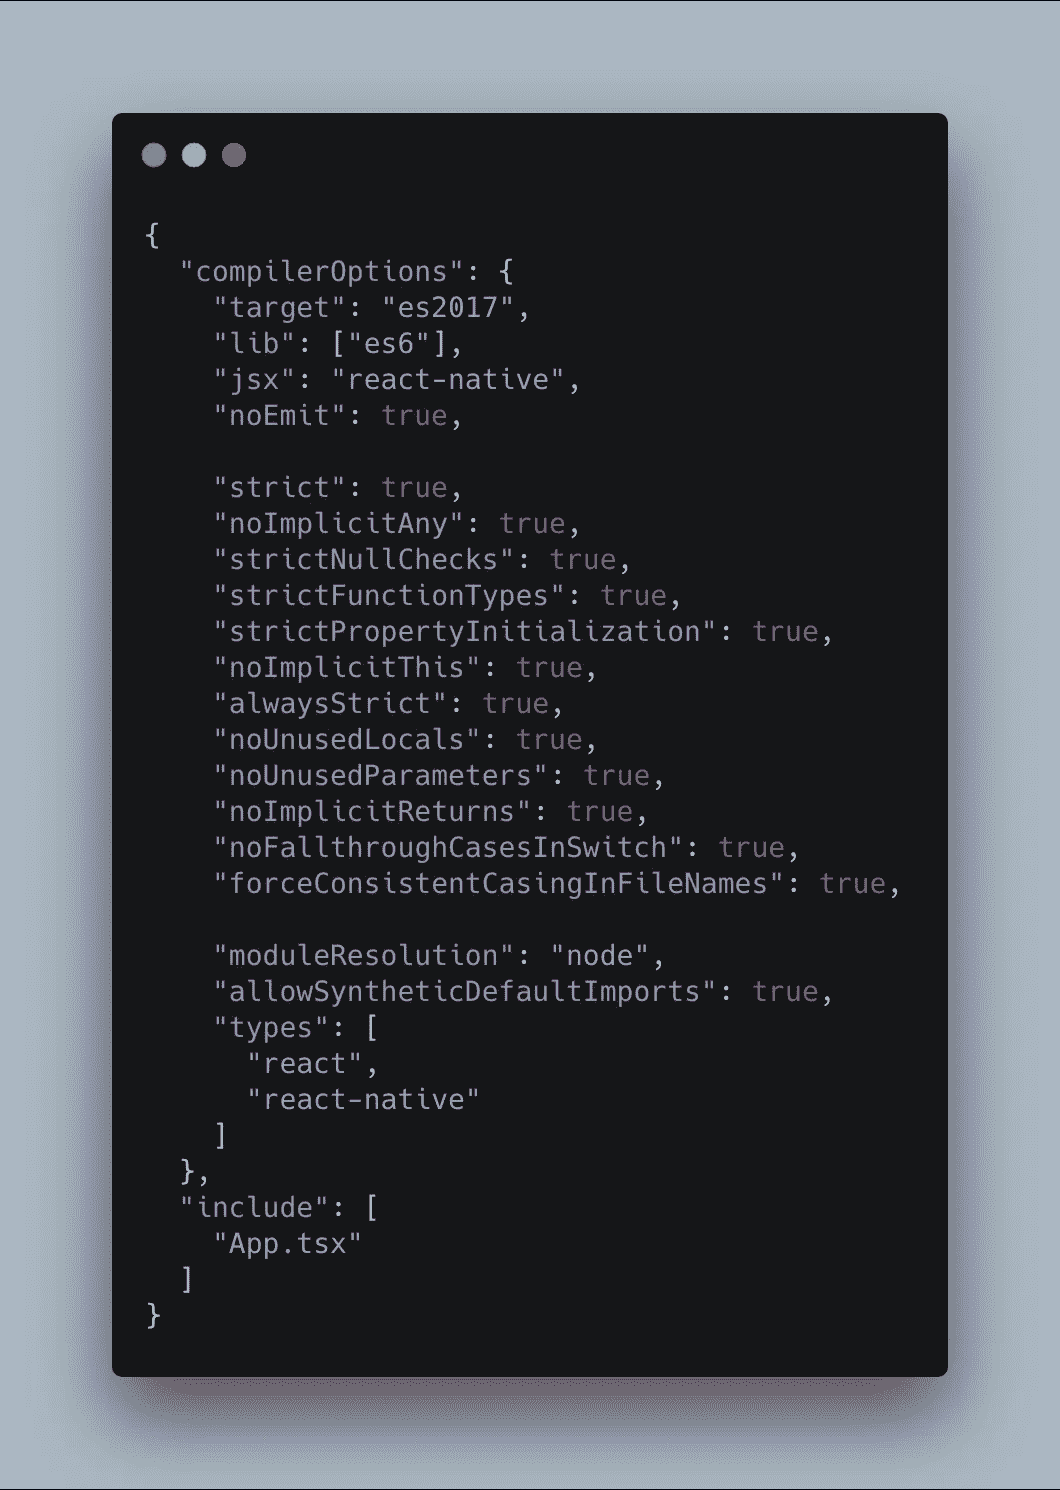 {
  "compilerOptions": {
    "target": "es2017",
    "lib": ["es6"],
    "jsx": "react-native",
    "noEmit": true,

    "strict": true,
    "noImplicitAny": true,
    "strictNullChecks": true,
    "strictFunctionTypes": true,
    "strictPropertyInitialization": true,
    "noImplicitThis": true,
    "alwaysStrict": true,
    "noUnusedLocals": true,
    "noUnusedParameters": true,
    "noImplicitReturns": true,
    "noFallthroughCasesInSwitch": true,
    "forceConsistentCasingInFileNames": true,

    "moduleResolution": "node",
    "allowSyntheticDefaultImports": true,
    "types": [
      "react",
      "react-native"
    ]
  },
  "include": [
    "App.tsx"
  ]
}